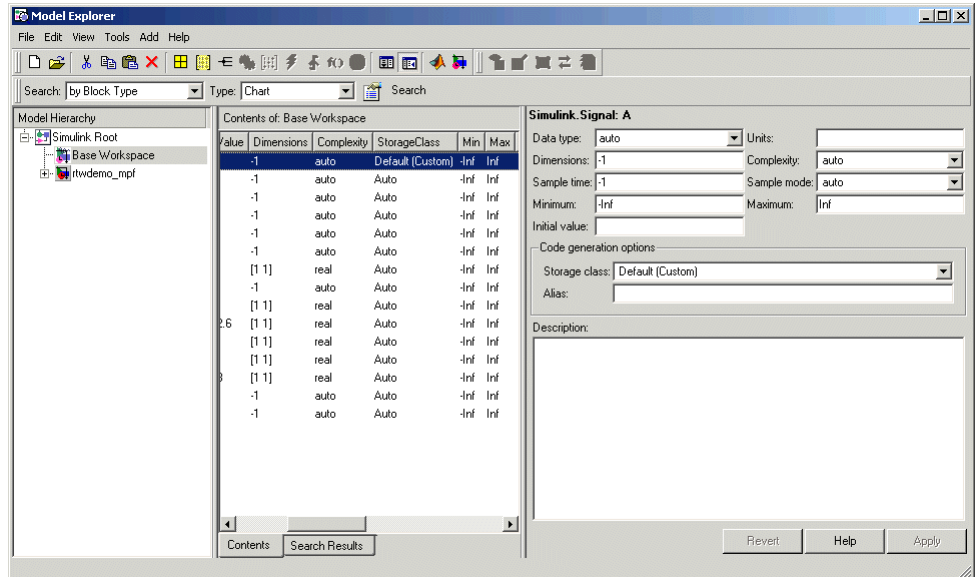 Model Explorer
File Edit View Tools Add Help
Search: by Block Type Type: Chart Search
Model Hierarchy
Simulink Root
Base Workspace
rtwdemo_mpf
Contents of: Base Workspace
Value Dimensions Complexity StorageClass Min Max
-1 auto Default (Custom) -Inf Inf
-1 auto Auto -Inf Inf
-1 auto Auto -Inf Inf
-1 auto Auto -Inf Inf
-1 auto Auto -Inf Inf
-1 auto Auto -Inf Inf
[1 1] real Auto -Inf Inf
-1 auto Auto -Inf Inf
[1 1] real Auto -Inf Inf
2.6 [1 1] real Auto -Inf Inf
[1 1] real Auto -Inf Inf
[1 1] real Auto -Inf Inf
[1 1] real Auto -Inf Inf
-1 auto Auto -Inf Inf
-1 auto Auto -Inf Inf
Contents Search Results
Simulink.Signal: A
Data type: auto Units:
Dimensions: -1 Complexity: auto
Sample time: -1 Sample mode: auto
Minimum: -Inf Maximum: Inf
Initial value:
Code generation options
Storage class: Default (Custom)
Alias:
Description:
Revert Help Apply